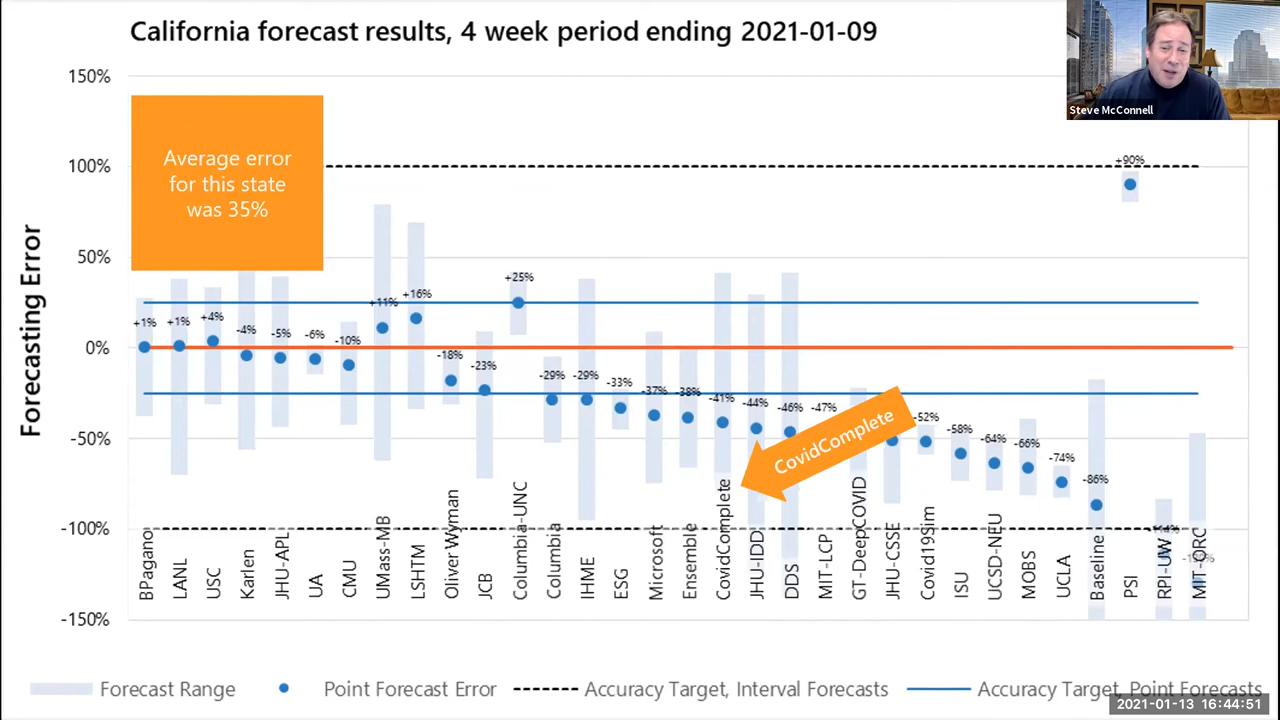 California forecast results, 4 week period ending 2021-01-09
Steve McConnell
Forecasting Error
150%
100%
50%
0%
-50%
-100%
-150%
Average error
for this state
was 35%
+1%
+1%
+4%
-4%
-5%
-6%
-10%
+11%
+16%
-18%
-23%
+25%
-29%
-29%
-33%
-37%
-38%
-41%
-44%
-46%
-47%
-52%
-58%
-64%
-66%
-74%
-86%
+90%
CovidComplete
BPagano
LANL
USC
Karlen
JHU-APL
UA
CMU
UMass-MB
LSHTM
Oliver Wyman
JCB
Columbia-UNC
Columbia
IHME
ESG
Microsoft
Ensemble
CovidComplete
JHU-IDD
DDS
MIT-LCP
GT-DeepCOVID
JHU-CSSE
Covid19Sim
ISU
UCSD-NEU
MOBS
UCLA
Baseline
PSI
RPI-UW
MIT-ORC
Forecast Range
Point Forecast Error
Accuracy Target, Interval Forecasts
Accuracy Target, Point Forecasts
2021-01-13 16:44:51